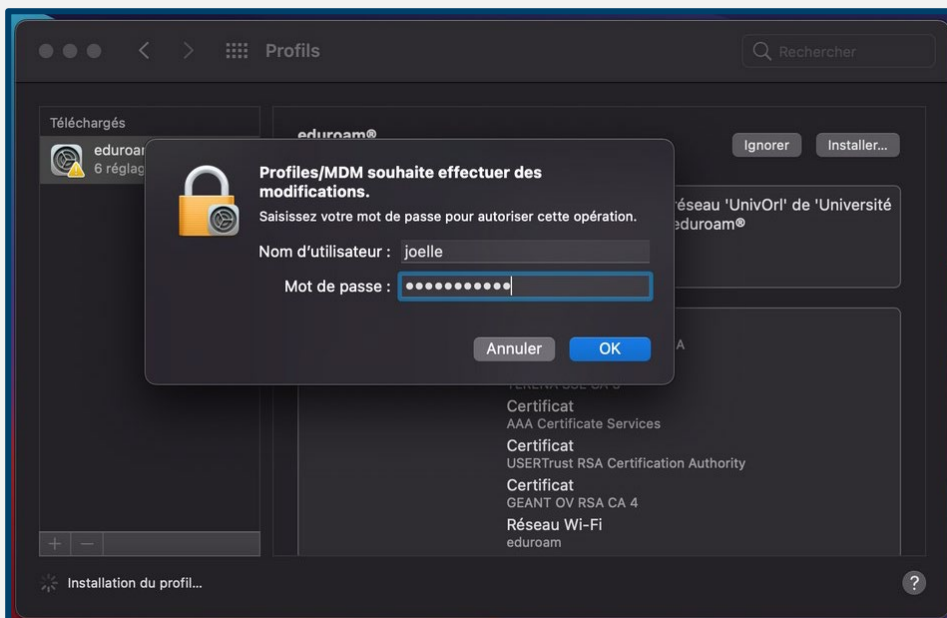 Profils
Rechercher
Téléchargés
eduroam®
Ignorer
Installer...
6 réglag
Profiles/MDM souhaite effectuer des
modifications.
Saisissez votre mot de passe pour autoriser cette opération.
Nom d'utilisateur : joelle
Mot de passe : ●●●●●●●●●●●
Annuler
OK
réseau 'UnivOrl' de 'Université
eduroam®
A
Certificat
AAA Certificate Services
Certificat
USERTrust RSA Certification Authority
Certificat
GEANT OV RSA CA 4
Réseau Wi-Fi
eduroam
Installation du profil...
?